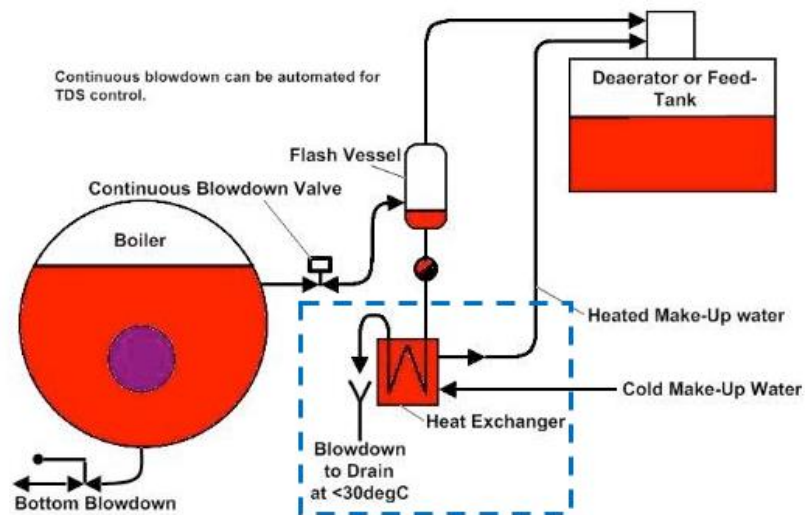 Continuous blowdown can be automated for
TDS control.
Deaerator or Feed-
Tank
Flash Vessel
Continuous Blowdown Valve
Boiler
Heated Make-Up water
Cold Make-Up Water
Heat Exchanger
Blowdown
to Drain
at <30degC
Bottom Blowdown